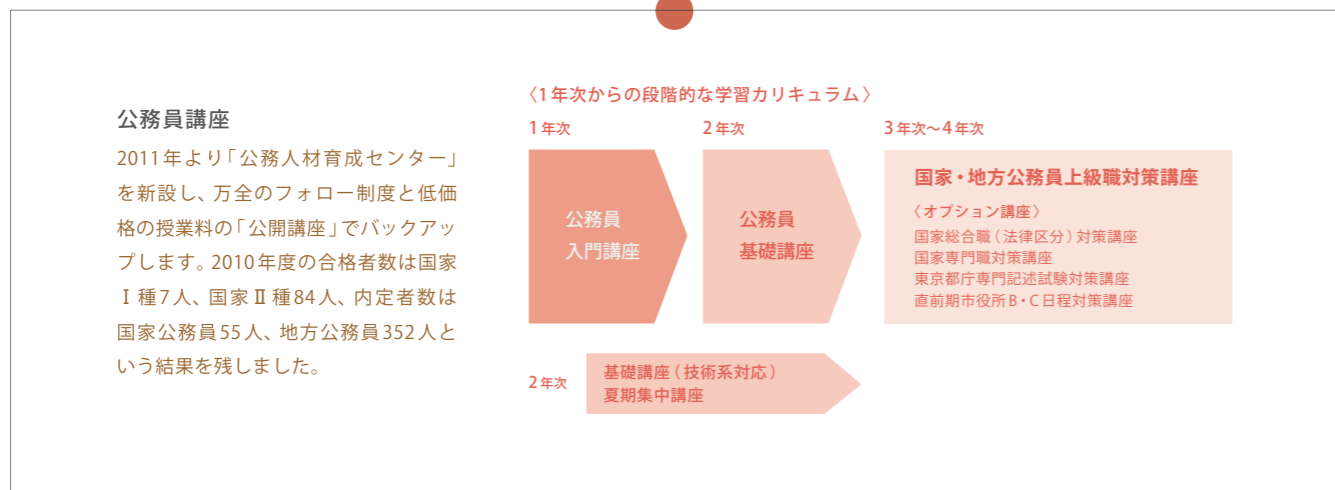 公務員講座
2011年より「公務人材育成センター」
を新設し、万全のフォロー制度と低価
格の授業料の「公開講座」でバックアッ
プします。2010年度の合格者数は国家
Ⅰ種7人、国家Ⅱ種84人、内定者数は
国家公務員55人、地方公務員352人と
いう結果を残しました。
〈1年次からの段階的な学習カリキュラム〉
1年次
公務員
入門講座
2年次
公務員
基礎講座
3年次〜4年次
国家・地方公務員上級職対策講座
〈オプション講座〉
国家総合職(法律区分)対策講座
国家専門職対策講座
東京都庁専門記述試験対策講座
直前期市役所B・C日程対策講座
2年次
基礎講座(技術系対応)
夏期集中講座